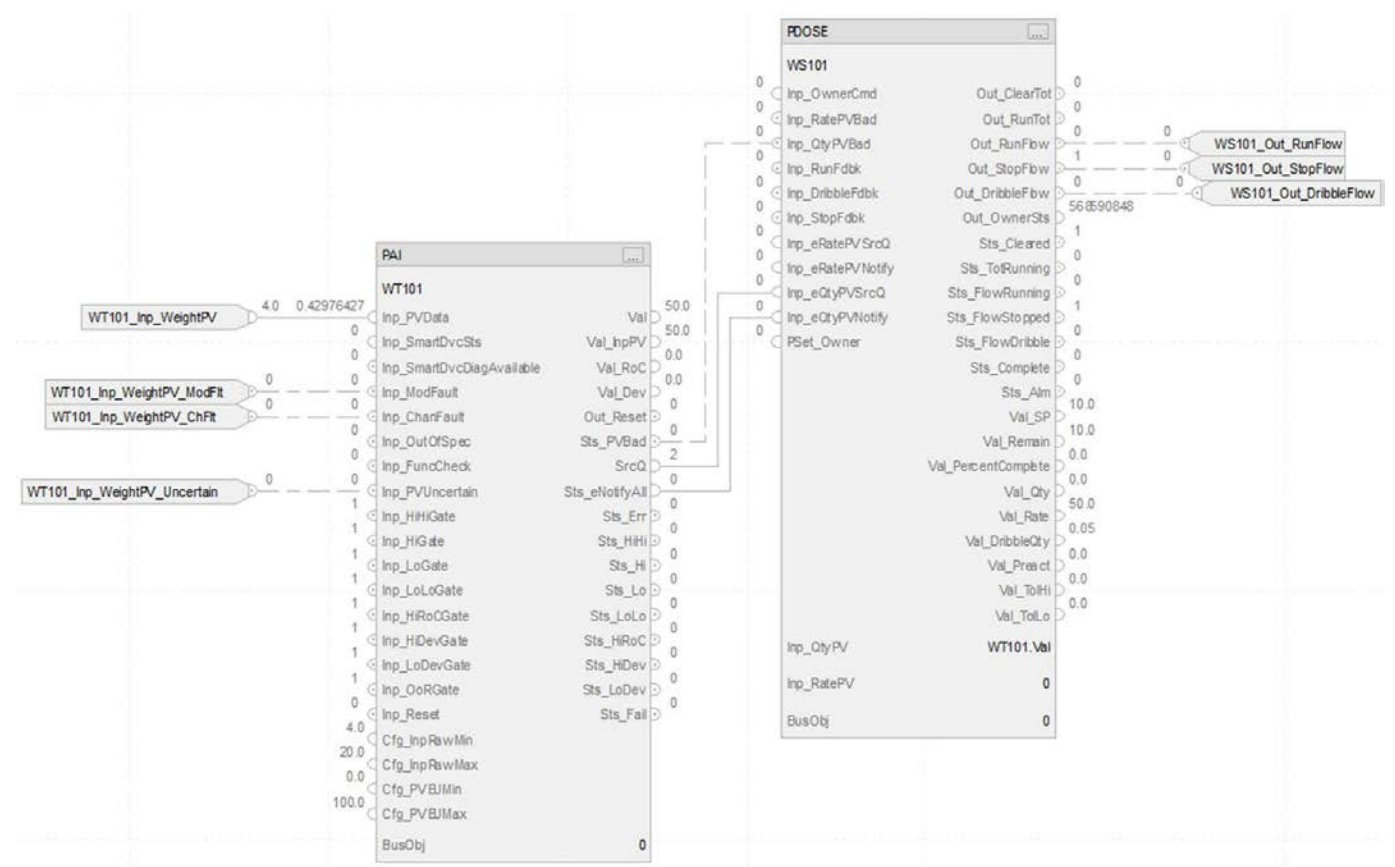 PDOSE ...
WS101
0 Inp_OwnerCmd Out_ClearTot 0
0 Inp_RatePVBad Out_RunTot 0
0 Inp_QtyPVBad Out_RunFlow 0 0 WS101_Out_RunFlow
0 Inp_RunFdbk Out_StopFlow 1 0 WS101_Out_StopFlow
0 Inp_DribbleFdbk Out_DribbleFlow 0 0 WS101_Out_DribbleFlow
0 Inp_StopFdbk Out_OwnerSts
0 Inp_eRatePVSrcQ Sts_Cleared 1
0 Inp_eRatePVNotify Sts_TotRunning 0
0 Inp_eQtyPVSrcQ Sts_FlowRunning 0
0 Inp_eQtyPVNotify Sts_FlowStopped 1
0 PSet_Owner Sts_FlowDribble 0
Sts_Complete 0
Sts_Alm 0
Val_SP 10.0
Val_Remain 10.0
Val_PercentComplete 0.0
Val_Qty 0.0
Val_Rate 50.0
Val_DribbleQty 0.05
Val_Preact 0.0
Val_TolHi 0.0
Val_TolLo 0.0
Inp_QtyPV WT101.Val
Inp_RatePV 0
BusObj 0
PAI ...
WT101
WT101_Inp_WeightPV 4.0 0.42976427 Inp_PVData Val 50.0
0 Inp_SmartDvcSts Val_InpPV 50.0
0 Inp_SmartDvcDiagAvailable Val_RoC 0.0
WT101_Inp_WeightPV_ModFlt 0 0 Inp_ModFault Val_Dev 0.0
WT101_Inp_WeightPV_ChFlt 0 0 Inp_ChanFault Out_Reset 0
0 Inp_OutOfSpec Sts_PVBad 0
0 Inp_FuncCheck SrcQ 2
WT101_Inp_WeightPV_Uncertain 0 0 Inp_PVUncertain Sts_eNotifyAll 0
1 Inp_HiHiGate Sts_Err 0
1 Inp_HiGate Sts_HiHi 0
1 Inp_LoGate Sts_Hi 0
1 Inp_LoLoGate Sts_Lo 0
1 Inp_HiRoCGate Sts_LoLo 0
1 Inp_HiDevGate Sts_HiRoC 0
1 Inp_LoDevGate Sts_HiDev 0
1 Inp_OoRGate Sts_LoDev 0
0 Inp_Reset Sts_Fail 0
4.0 Cfg_InpRawMin
20.0 Cfg_InpRawMax
0.0 Cfg_PVEUMin
100.0 Cfg_PVEUMax
BusObj 0